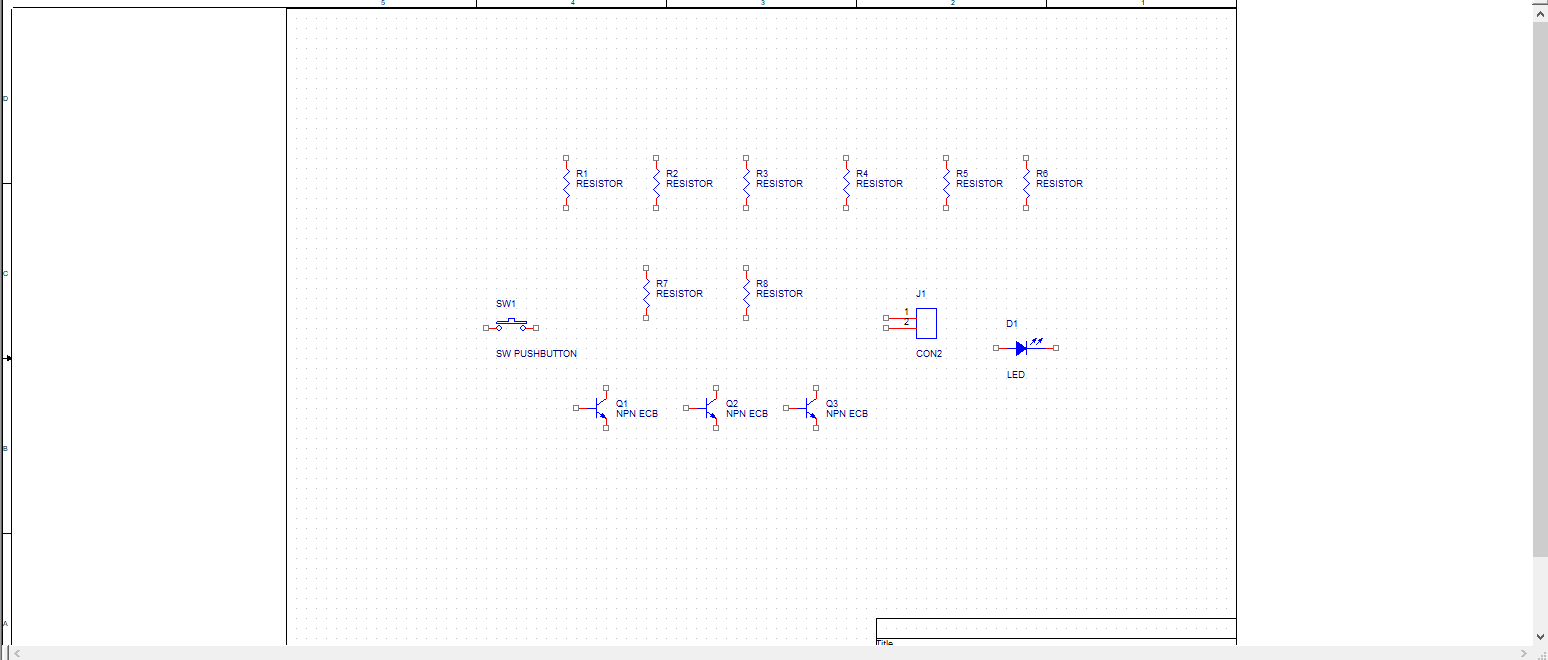 5 4 3 2 1
D
R1
RESISTOR
R2
RESISTOR
R3
RESISTOR
R4
RESISTOR
R5
RESISTOR
R6
RESISTOR
C
R7
RESISTOR
R8
RESISTOR
SW1
SW PUSHBUTTON
J1
1
2
CON2
D1
LED
Q1
NPN ECB
Q2
NPN ECB
Q3
NPN ECB
B
A
Title